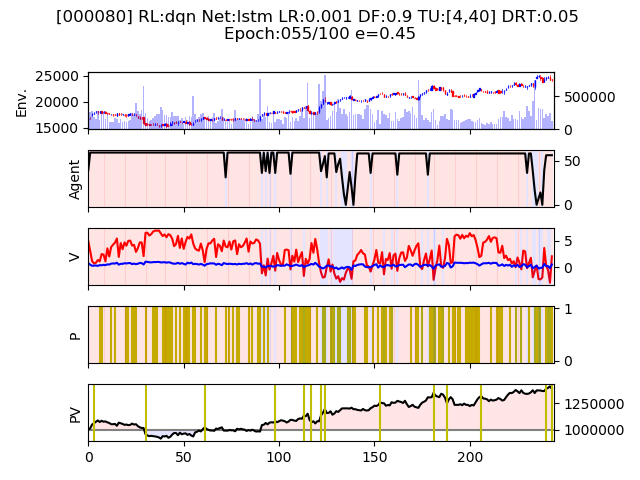 [000080] RL:dqn Net:lstm LR:0.001 DF:0.9 TU:[4,40] DRT:0.05
Epoch:055/100 e=0.45
Env.
25000
20000
15000
500000
0
Agent
50
0
V
5
0
P
1
0
PV
1250000
1000000
0 50 100 150 200